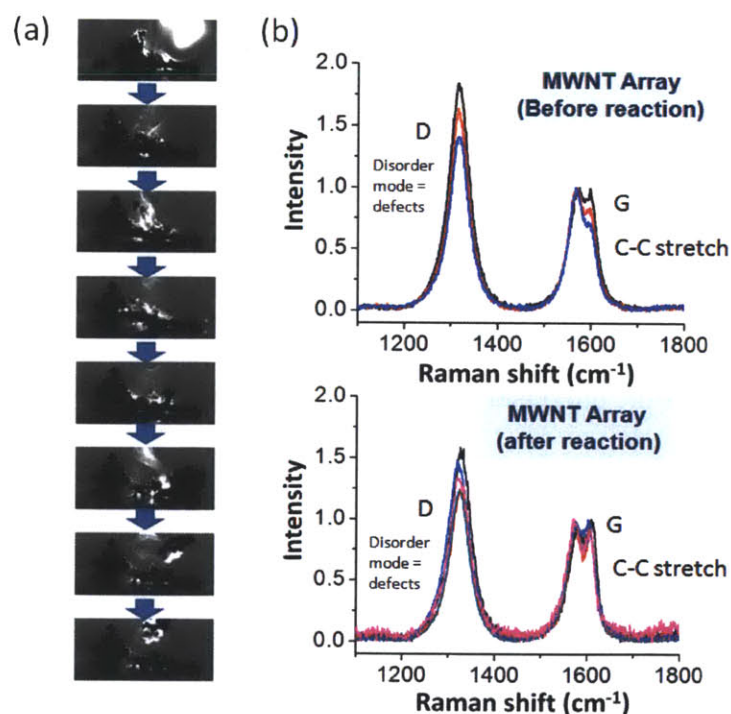 (a)
(b)
2.0
1.5
1.0
0.5
0.0
Intensity
MWNT Array
(Before reaction)
D
Disorder
mode =
defects
G
C-C stretch
1200
1400
1600
1800
Raman shift (cm⁻¹)
2.0
1.5
1.0
0.5
0.0
Intensity
MWNT Array
(after reaction)
D
Disorder
mode =
defects
G
C-C stretch
1200
1400
1600
1800
Raman shift (cm⁻¹)